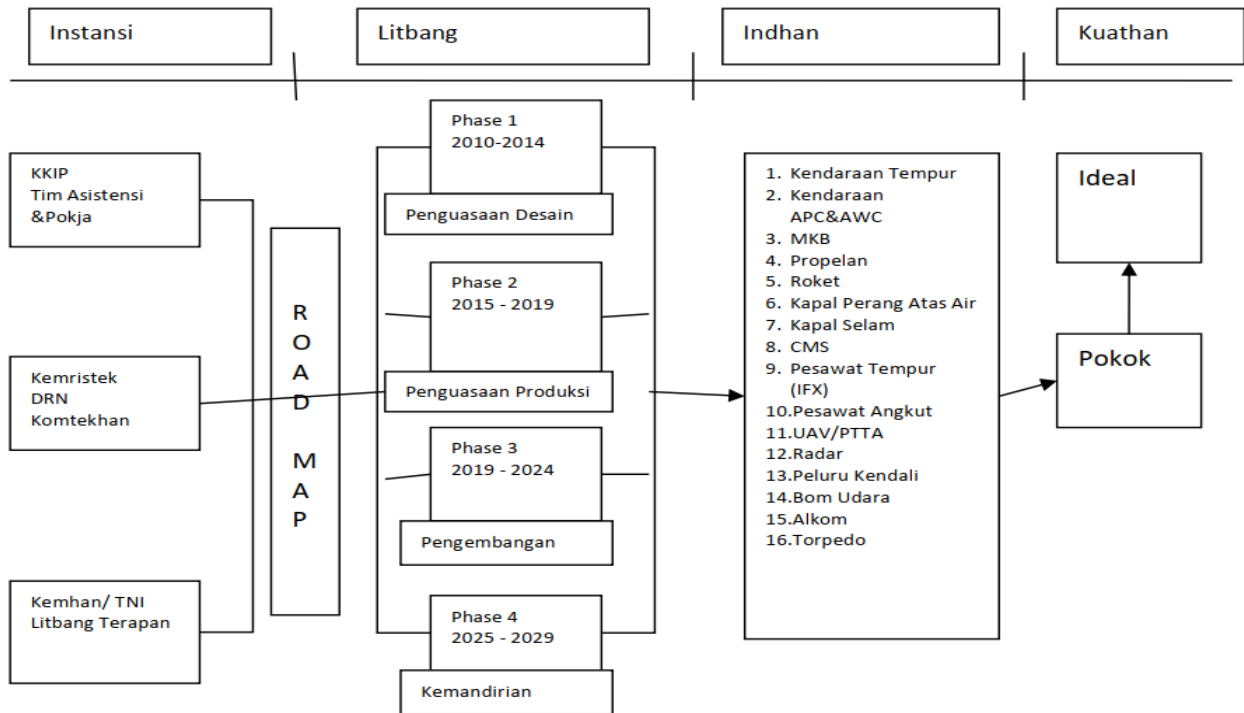 Instansi
Litbang
Indhan
Kuathan
KKIP
Tim Asistensi
&Pokja
Kemristek
DRN
Komtekhan
Kemhan/ TNI
Litbang Terapan
R
O
A
D
M
A
P
Phase 1
2010-2014
Penguasaan Desain
Phase 2
2015 - 2019
Penguasaan Produksi
Phase 3
2019 - 2024
Pengembangan
Phase 4
2025 - 2029
Kemandirian
1. Kendaraan Tempur
2. Kendaraan
APC&AWC
3. MKB
4. Propelan
5. Roket
6. Kapal Perang Atas Air
7. Kapal Selam
8. CMS
9. Pesawat Tempur
(IFX)
10.Pesawat Angkut
11.UAV/PTTA
12.Radar
13.Peluru Kendali
14.Bom Udara
15.Alkom
16.Torpedo
Ideal
Pokok